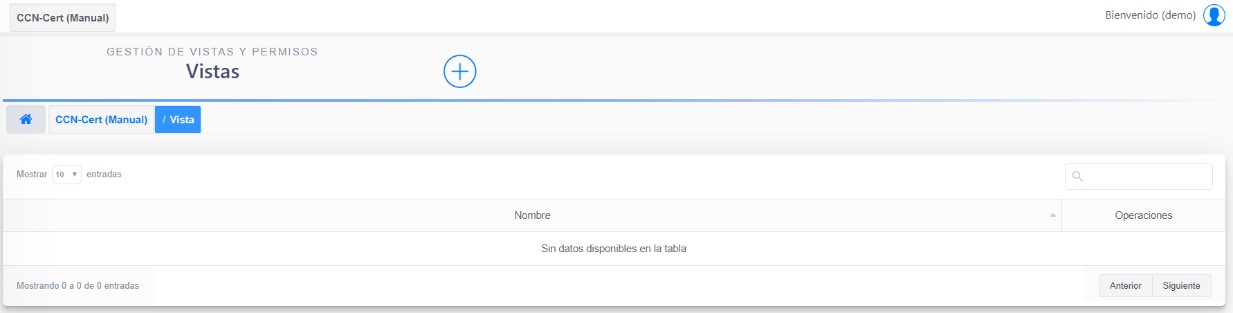 CCN-Cert (Manual)
Bienvenido (demo)
GESTIÓN DE VISTAS Y PERMISOS
Vistas
CCN-Cert (Manual) / Vista
Mostrar 10 entradas
Nombre Operaciones
Sin datos disponibles en la tabla
Mostrando 0 a 0 de 0 entradas Anterior Siguiente